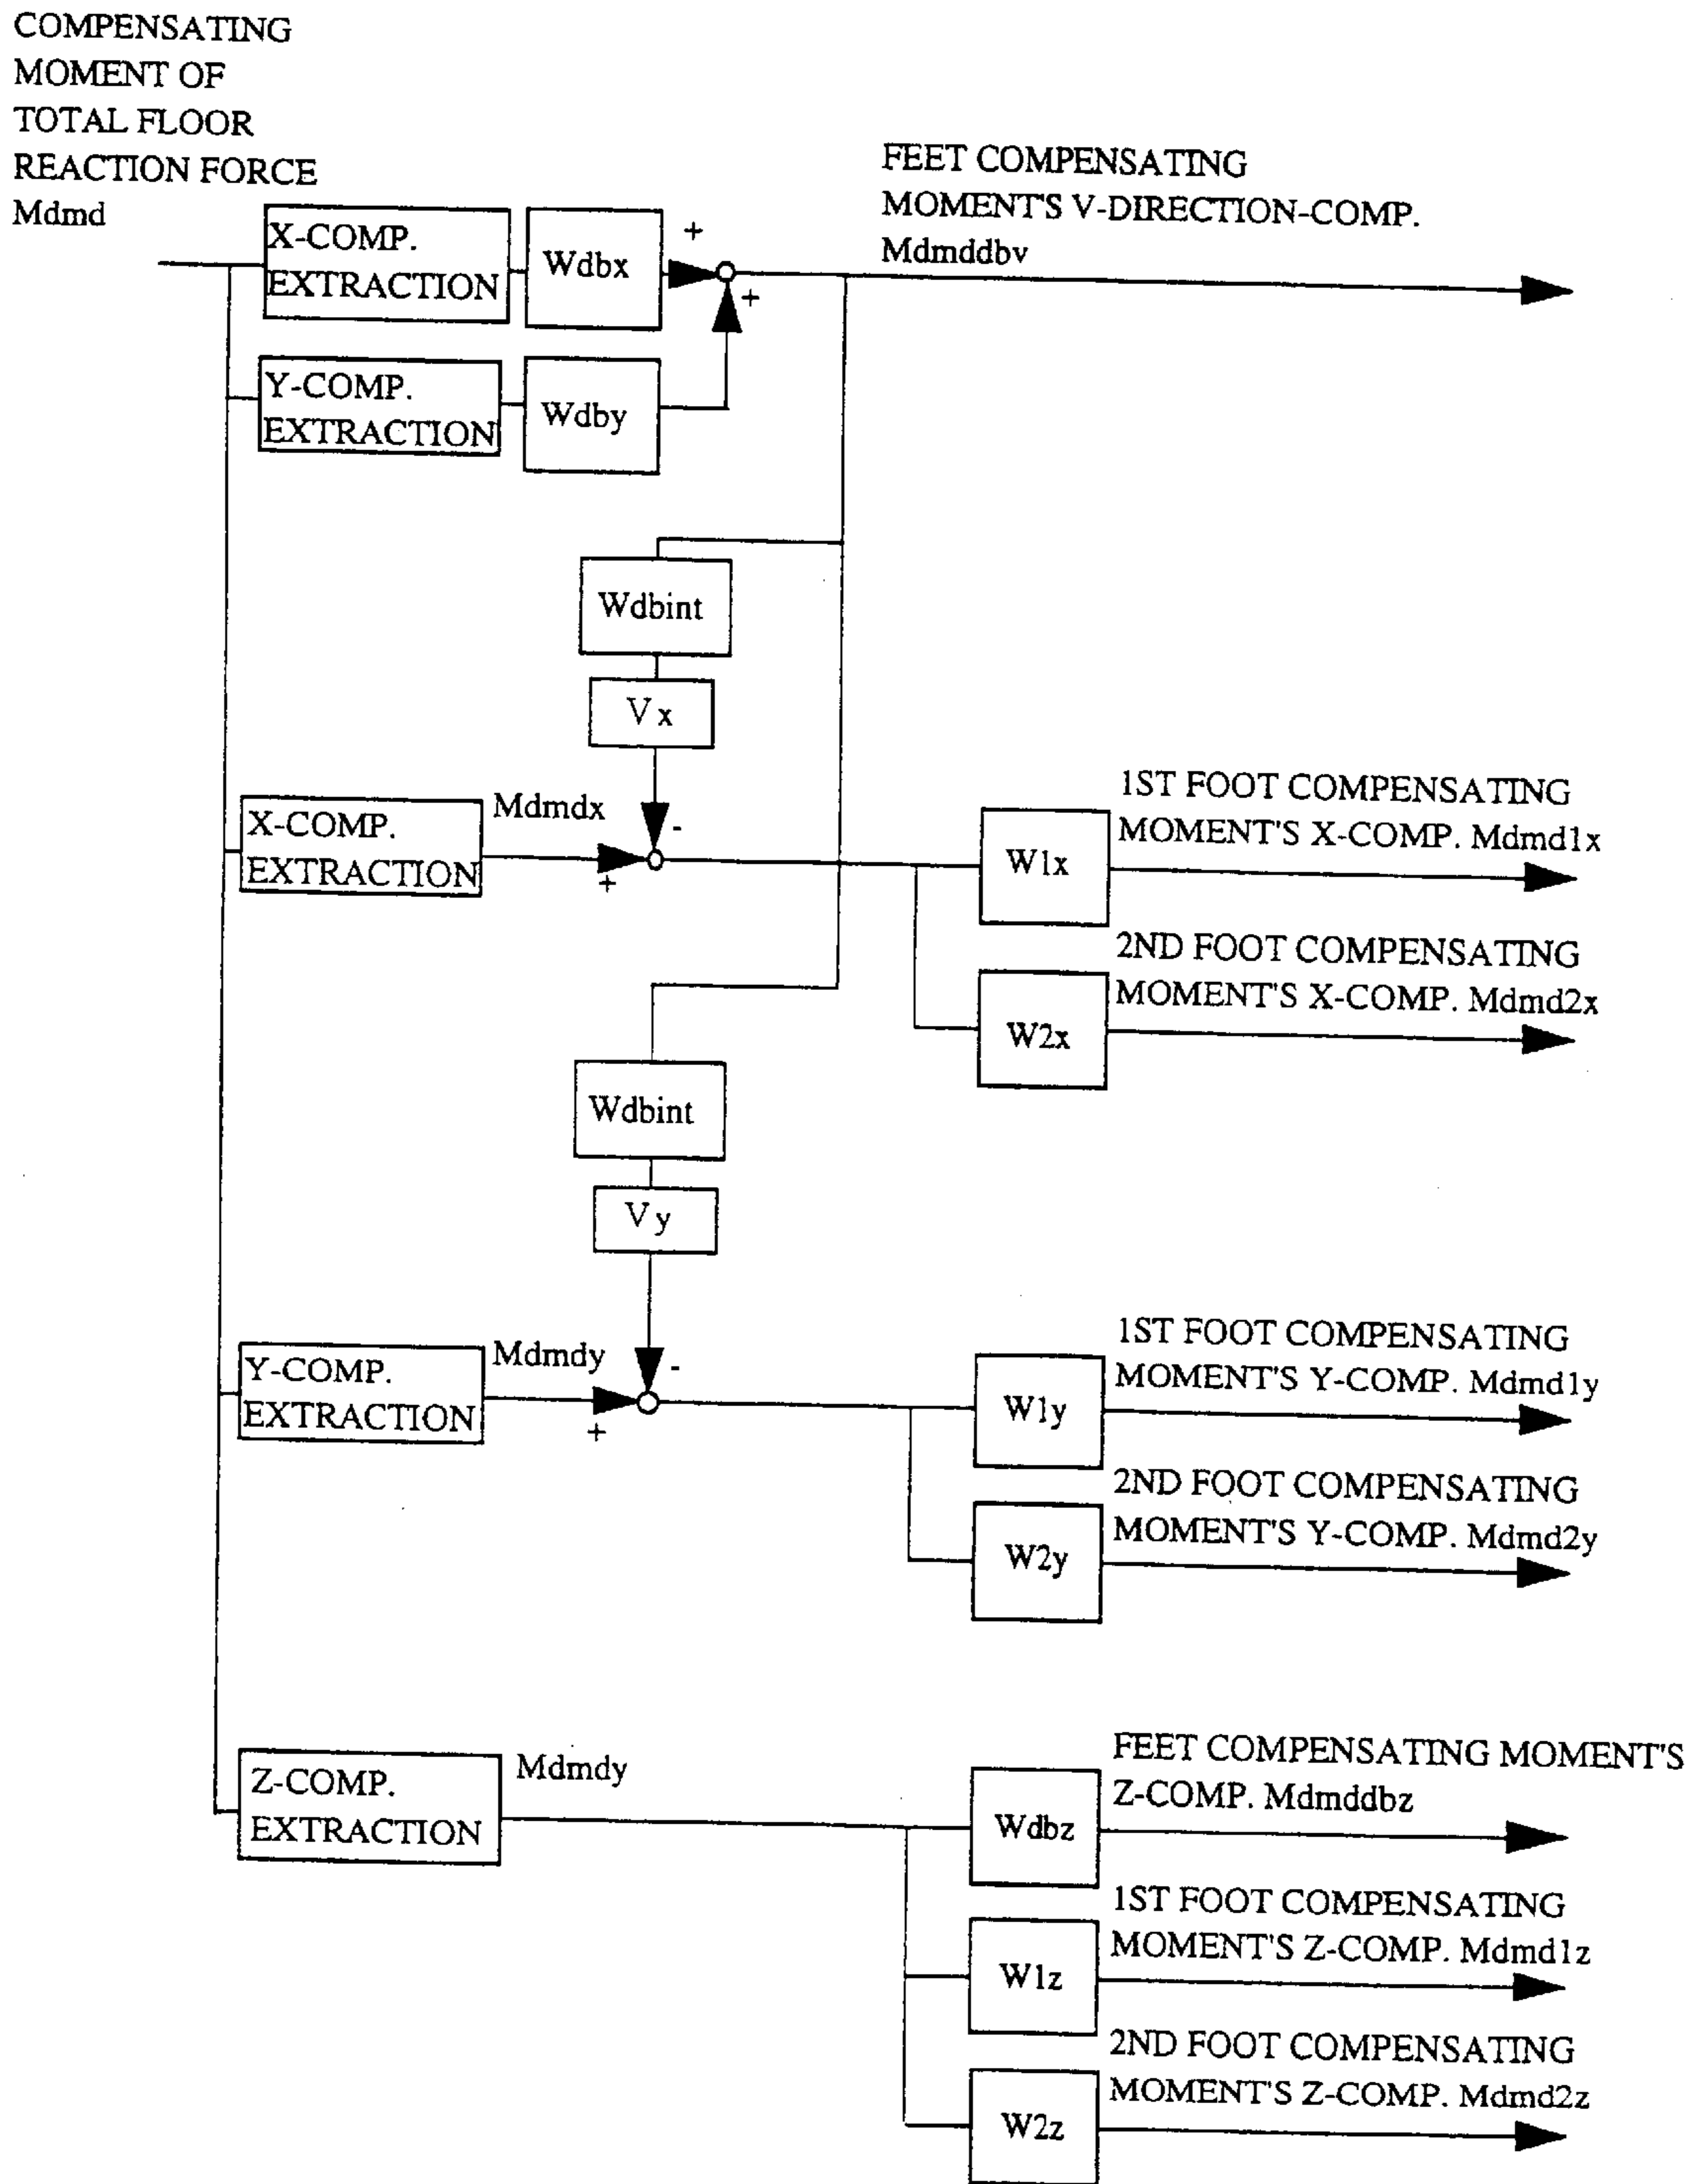 COMPENSATING
MOMENT OF
TOTAL FLOOR
REACTION FORCE
Mdmd
FEET COMPENSATING
MOMENT'S V-DIRECTION-COMP.
Mdmddbv
X-COMP.
EXTRACTION
Wdbx
+
+
Y-COMP.
EXTRACTION
Wdby
Wdbint
Vx
X-COMP.
EXTRACTION
Mdmdx
-
+
1ST FOOT COMPENSATING
MOMENT'S X-COMP. Mdmd1x
W1x
2ND FOOT COMPENSATING
MOMENT'S X-COMP. Mdmd2x
W2x
Wdbint
Vy
Y-COMP.
EXTRACTION
Mdmdy
-
+
1ST FOOT COMPENSATING
MOMENT'S Y-COMP. Mdmd1y
W1y
2ND FOOT COMPENSATING
MOMENT'S Y-COMP. Mdmd2y
W2y
Z-COMP.
EXTRACTION
Mdmdy
FEET COMPENSATING MOMENT'S
Z-COMP. Mdmddbz
Wdbz
1ST FOOT COMPENSATING
MOMENT'S Z-COMP. Mdmd1z
W1z
2ND FOOT COMPENSATING
MOMENT'S Z-COMP. Mdmd2z
W2z